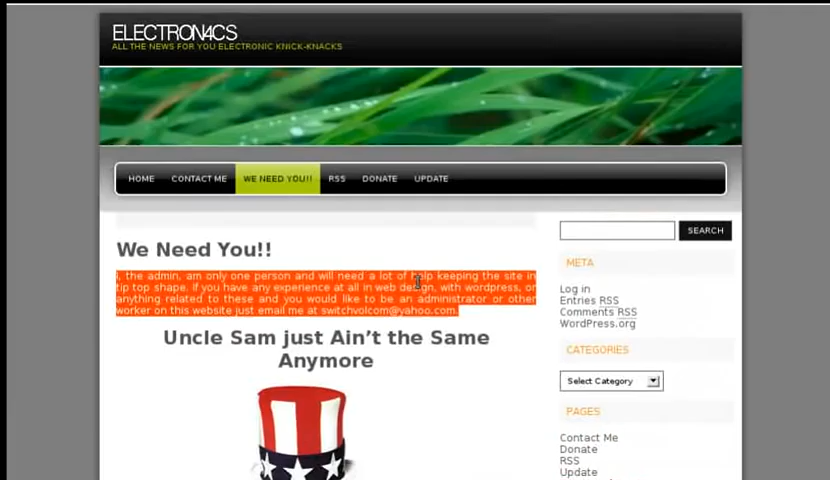 ELECTRON4CS
ALL THE NEWS FOR YOU ELECTRONIC KNICK-KNACKS
HOME CONTACT ME WE NEED YOU!! RSS DONATE UPDATE
We Need You!!
I, the admin, am only one person and will need a lot of help keeping the site in
tip top shape. if you have any experience at all in web design, with wordpress, or
anything related to these and you would like to be an administrator or other
worker on this website just email me at switchvolcom@yahoo.com.
Uncle Sam just Ain't the Same
Anymore
SEARCH
META
Log in
Entries RSS
Comments RSS
WordPress.org
CATEGORIES
Select Category
PAGES
Contact Me
Donate
RSS
Update